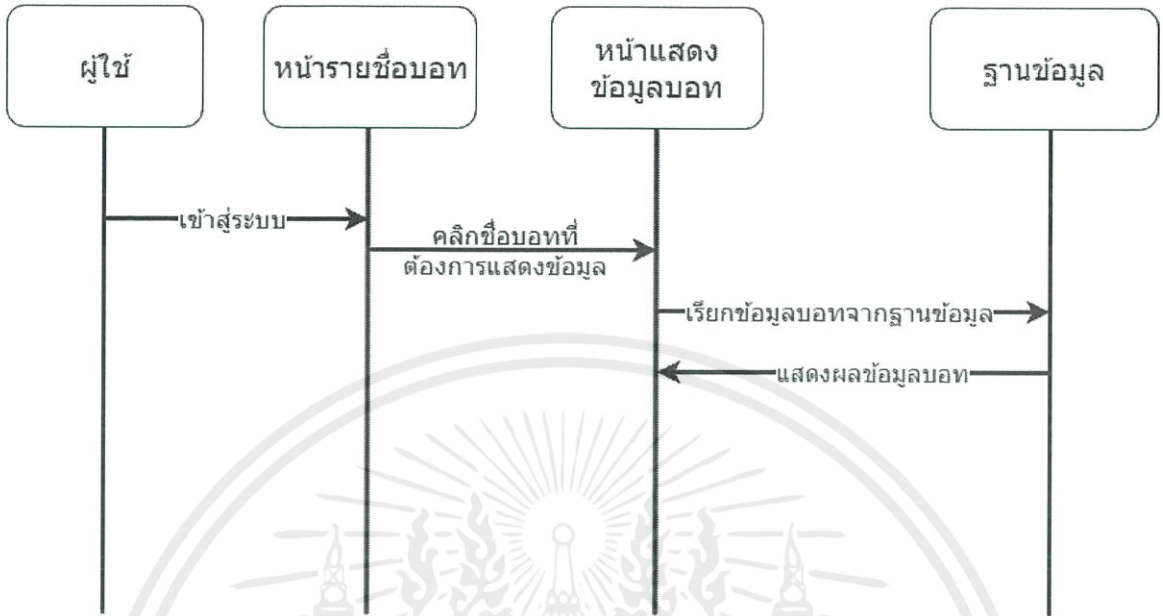 ผู้ใช้
หน้ารายชื่อบอท
หน้าแสดง
ข้อมูลบอท
ฐานข้อมูล
เข้าสู่ระบบ
คลิกชื่อบอทที่
ต้องการแสดงข้อมูล
เรียกข้อมูลบอทจากฐานข้อมูล
แสดงผลข้อมูลบอท